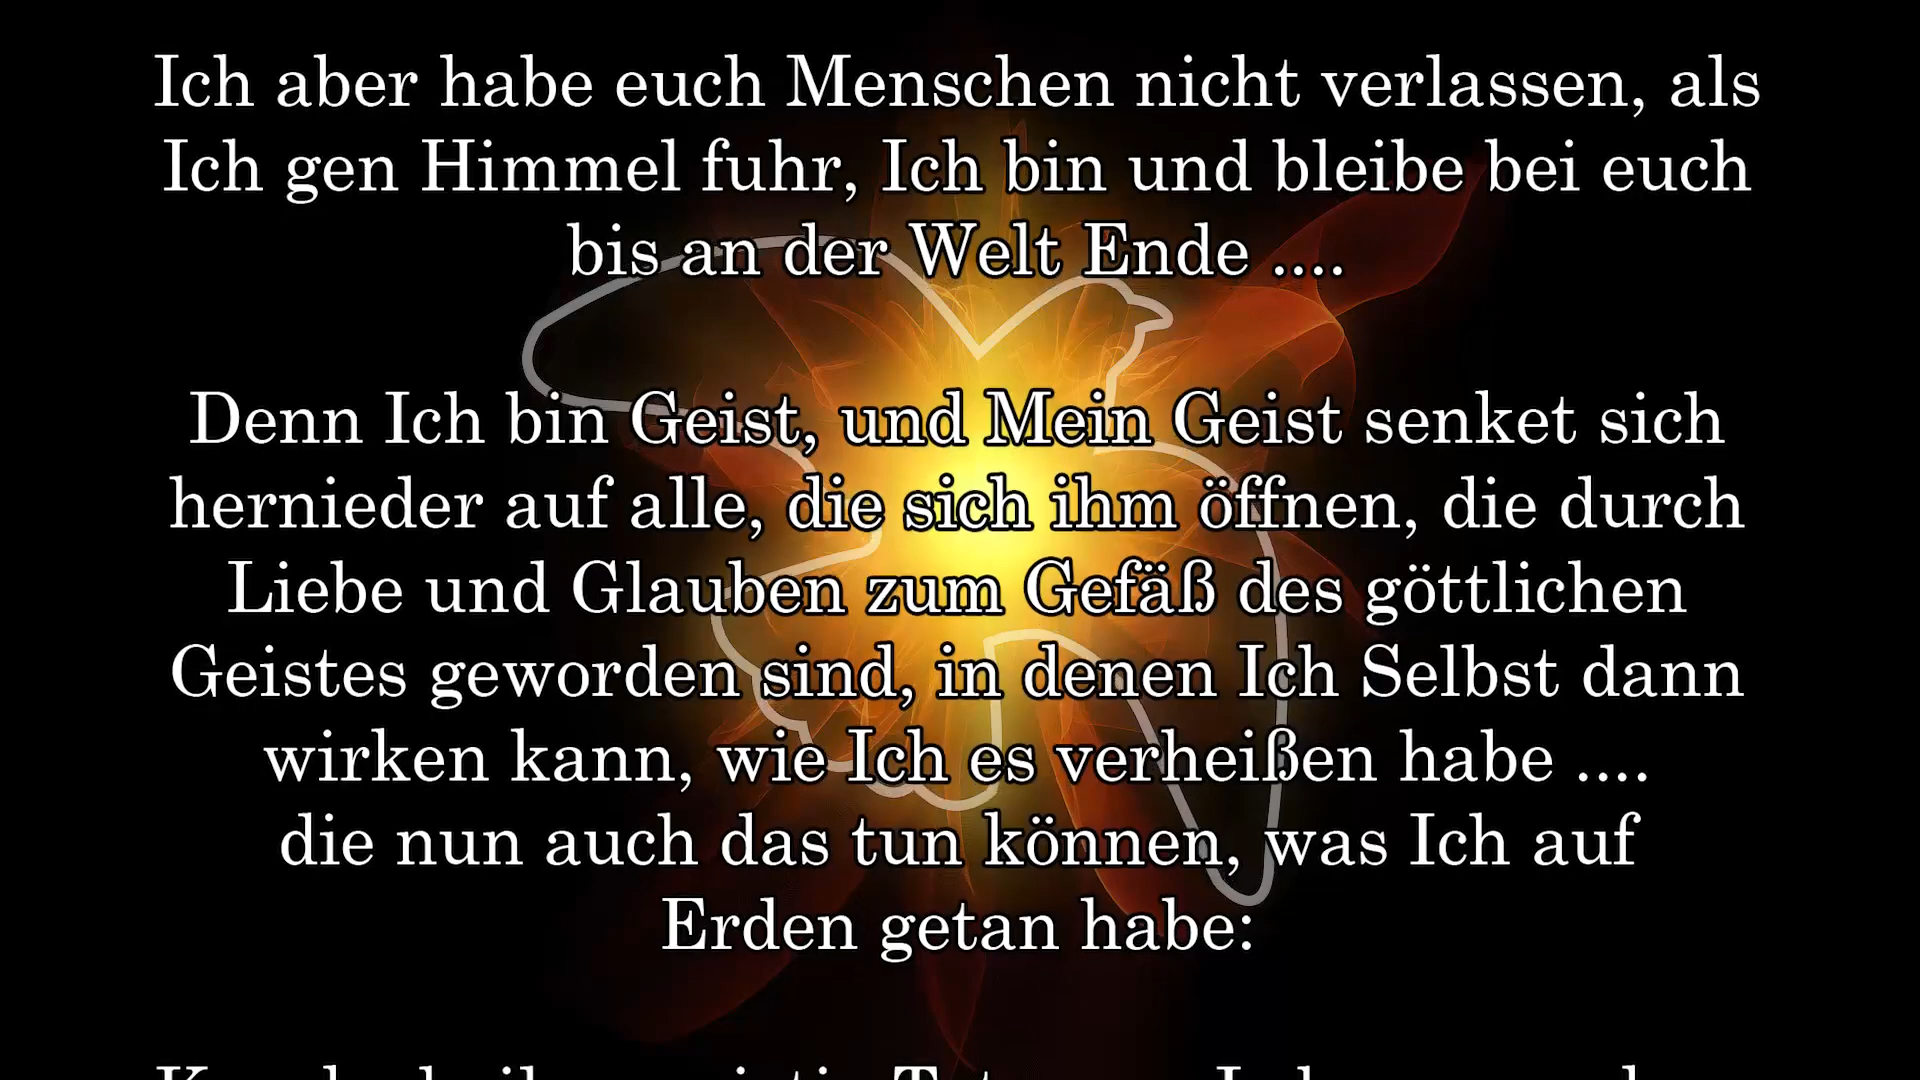 Ich aber habe euch Menschen nicht verlassen, als
Ich gen Himmel fuhr, Ich bin und bleibe bei euch
bis an der Welt Ende ....
Denn Ich bin Geist, und Mein Geist senket sich
hernieder auf alle, die sich ihm öffnen, die durch
Liebe und Glauben zum Gefäß des göttlichen
Geistes geworden sind, in denen Ich Selbst dann
wirken kann, wie Ich es verheißen habe ....
die nun auch das tun können, was Ich auf
Erden getan habe: